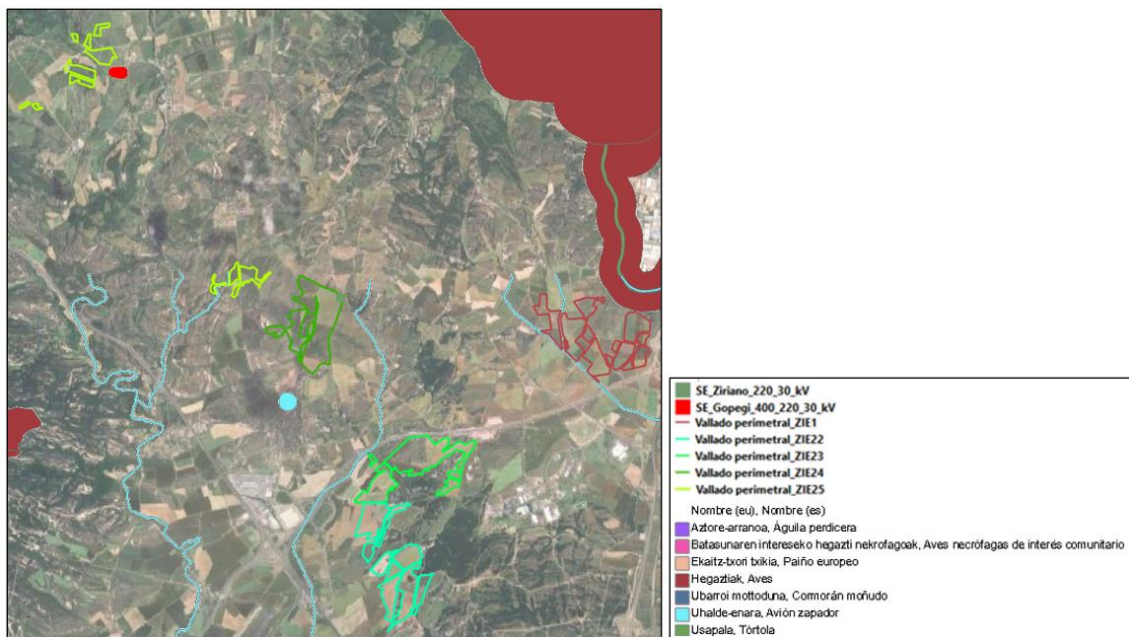 SE_Ziriano_220_30_kV
SE_Gopegi_400_220_30_kV
Vallado perimetral_ZIE1
Vallado perimetral_ZIE22
Vallado perimetral_ZIE23
Vallado perimetral_ZIE24
Vallado perimetral_ZIE25
Nombre (eu), Nombre (es)
Aztore-arranoa, Águila perdicera
Batasunaren intereseko hegazti nekrofagoak, Aves necrófagas de interés comunitario
Ekaitz-txori txikia, Paiño europeo
Hegaztiak, Aves
Ubarroi mottoduna, Cormorán moñudo
Uhalde-enara, Avión zapador
Usapala, Tórtola